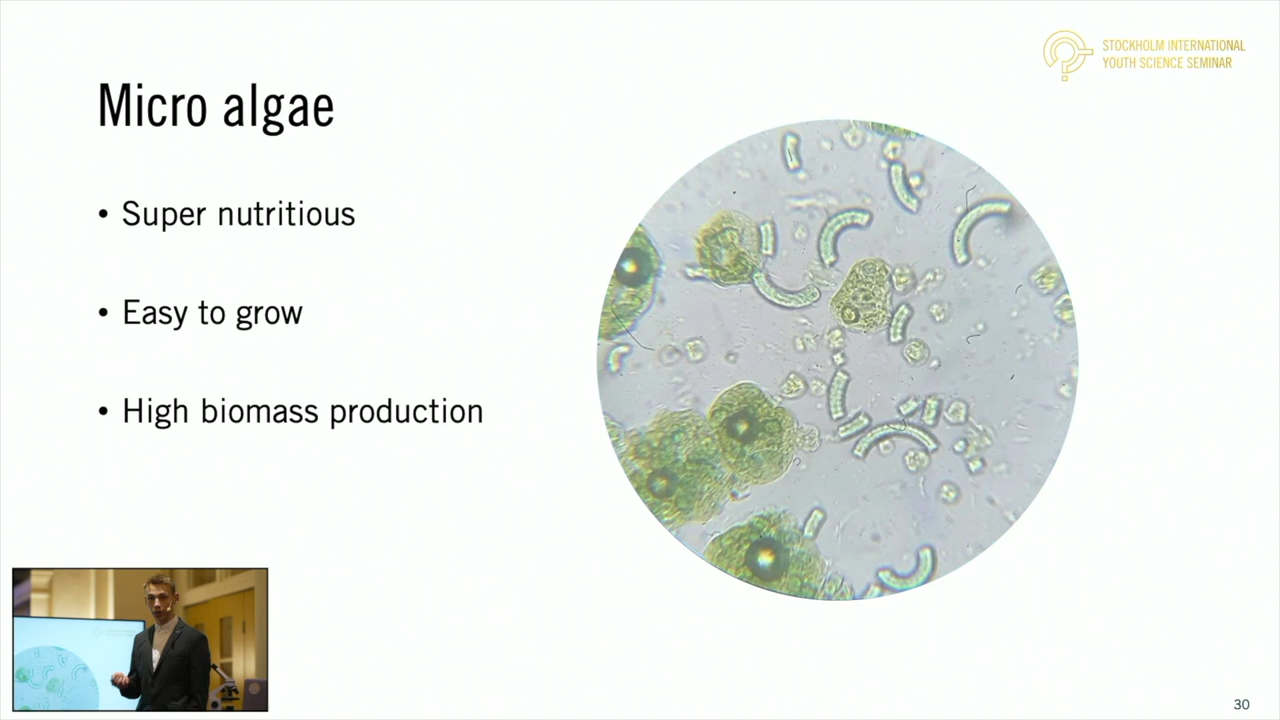 STOCKHOLM INTERNATIONAL
YOUTH SCIENCE SEMINAR
Micro algae
• Super nutritious
• Easy to grow
• High biomass production
30